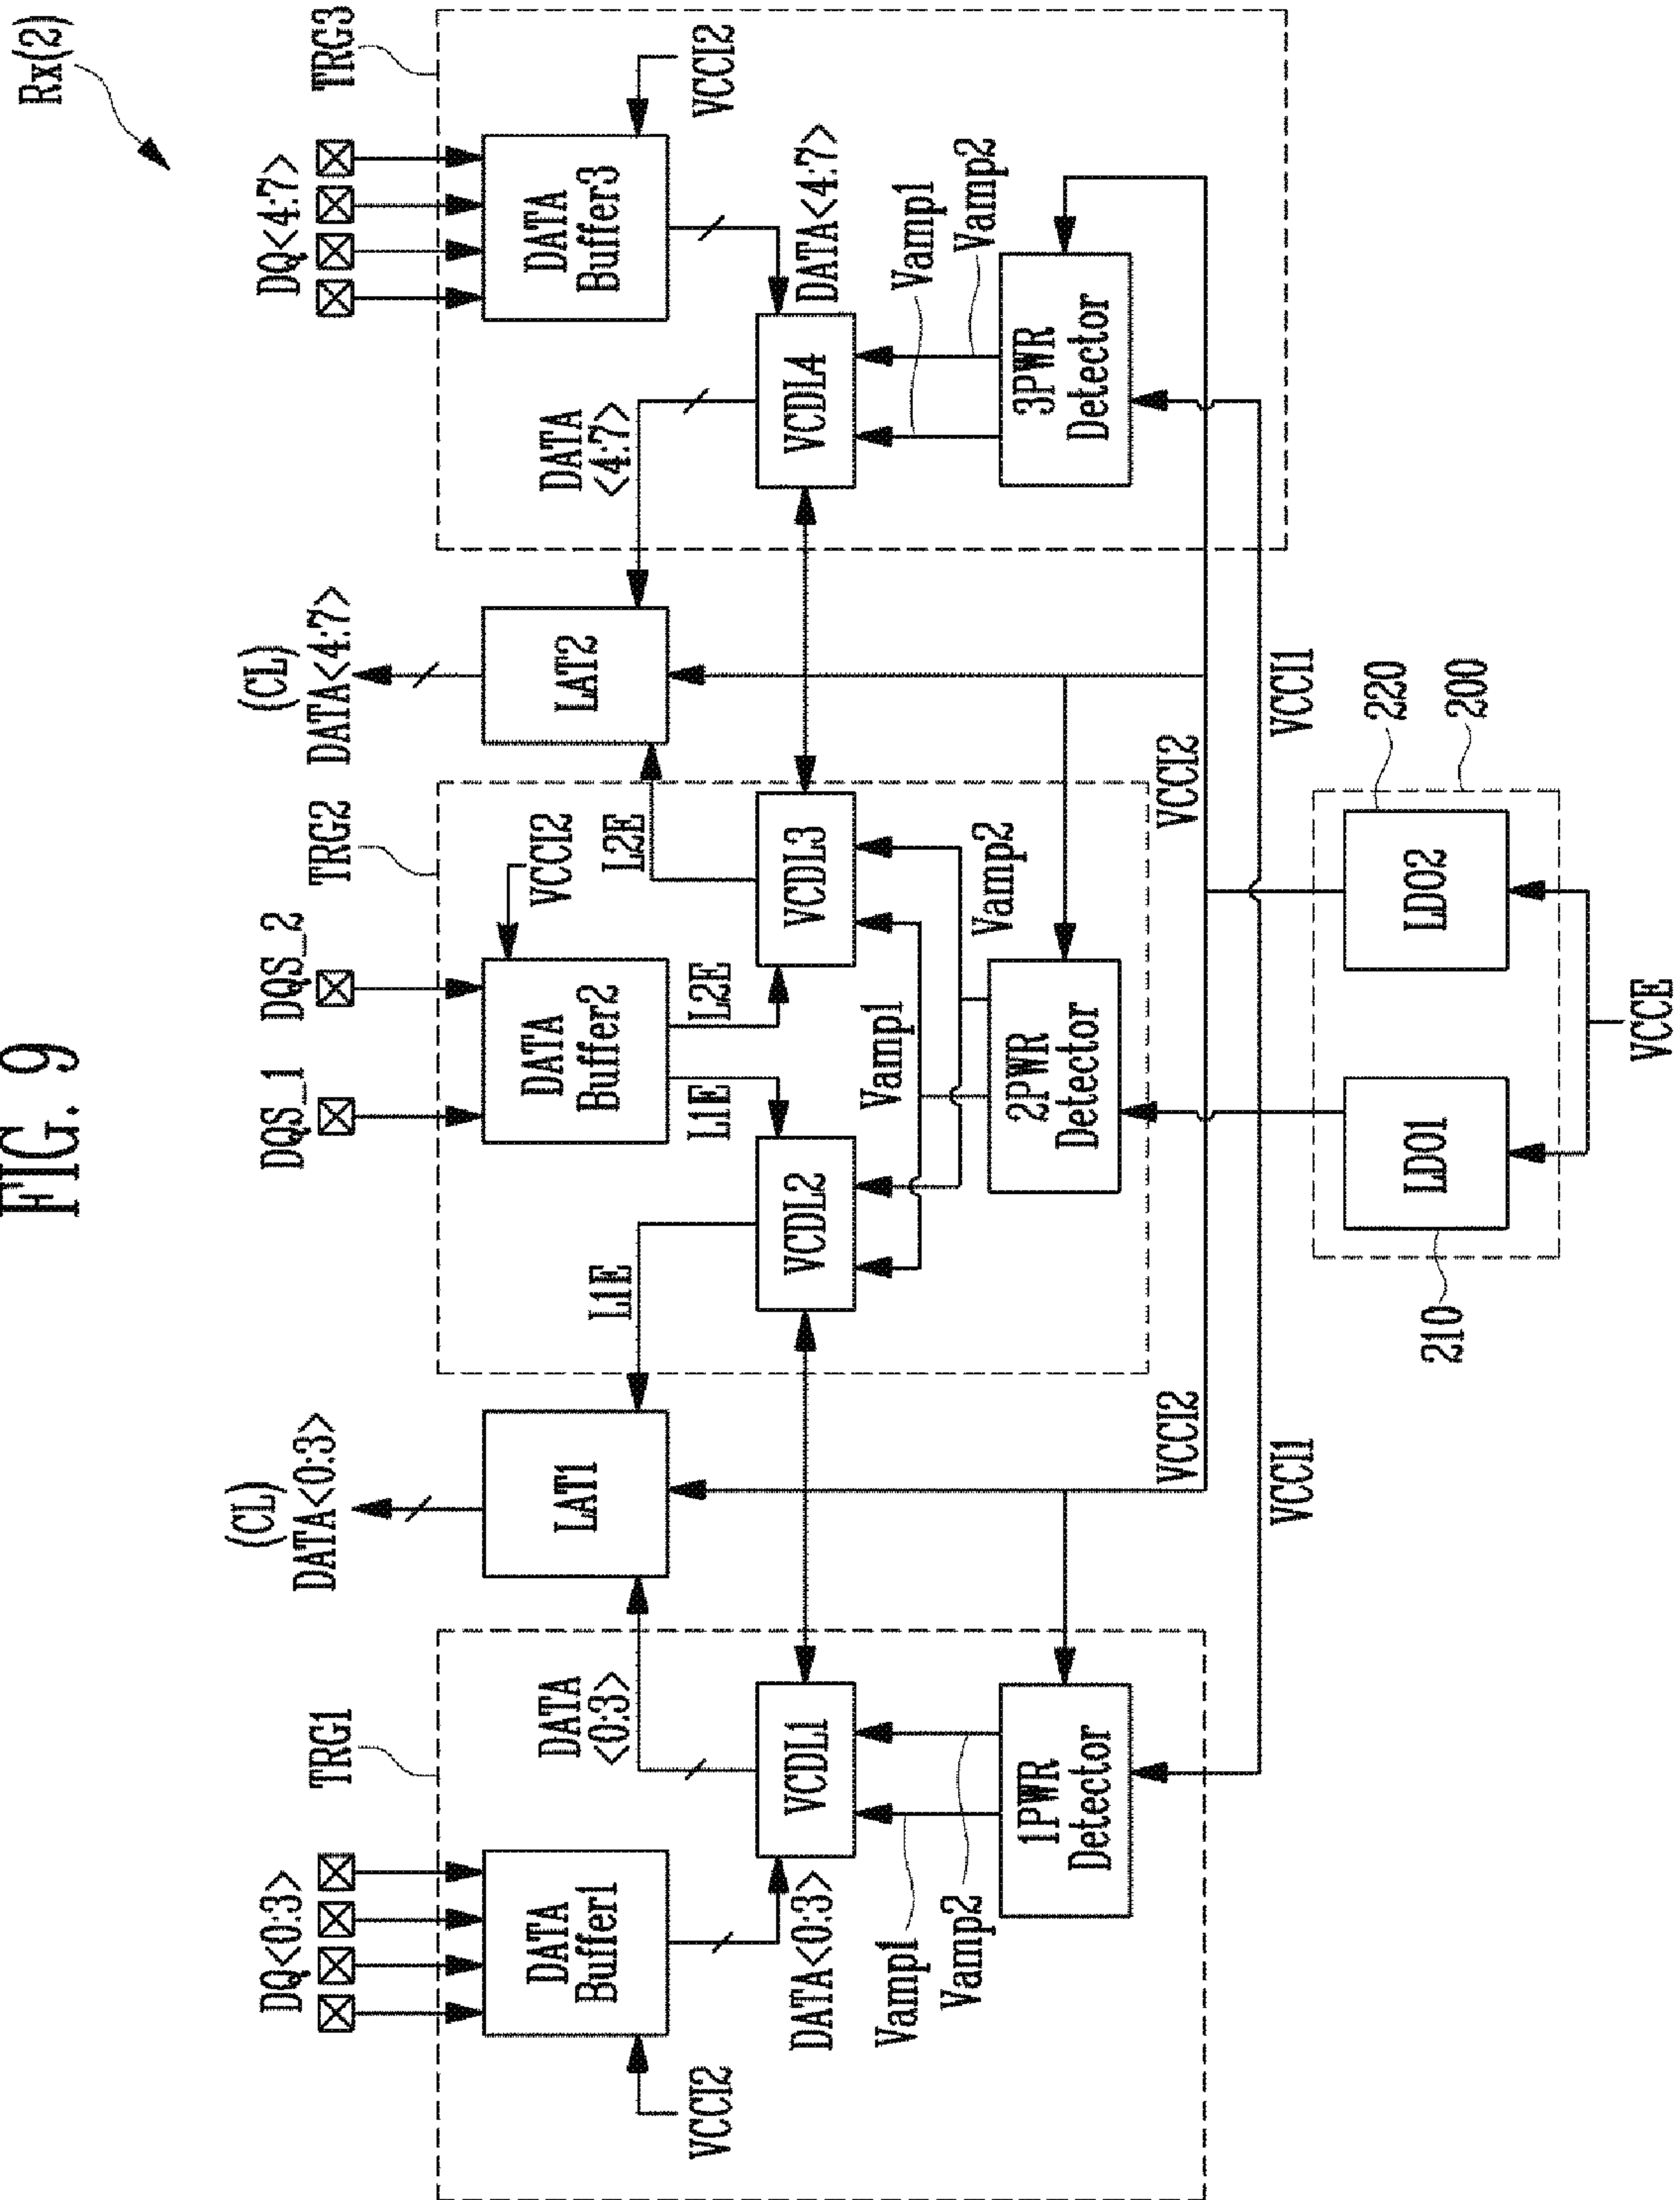 FIG. 9
Rx(2)
DQ<0:3>
(CL)
DATA<0:3>
DQS_1
DQS_2
(CL)
DATA<4:7>
DQ<4:7>
TRG1
TRG2
TRG3
VCCI2
DATA
Buffer1
DATA
<0:3>
LAT1
L1E
DATA
Buffer2
VCCI2
L2E
LAT2
DATA
<4:7>
DATA
Buffer3
VCCI2
DATA<0:3>
VCDL1
VCDL2
L1E
L2E
VCDL3
VCDL4
DATA<4:7>
Vamp1
Vamp2
Vamp1
Vamp2
Vamp1
Vamp2
1PWR
Detector
2PWR
Detector
3PWR
Detector
VCCI2
VCCI2
VCCI1
VCCI1
210
LDO1
LDO2
220
200
VCCE